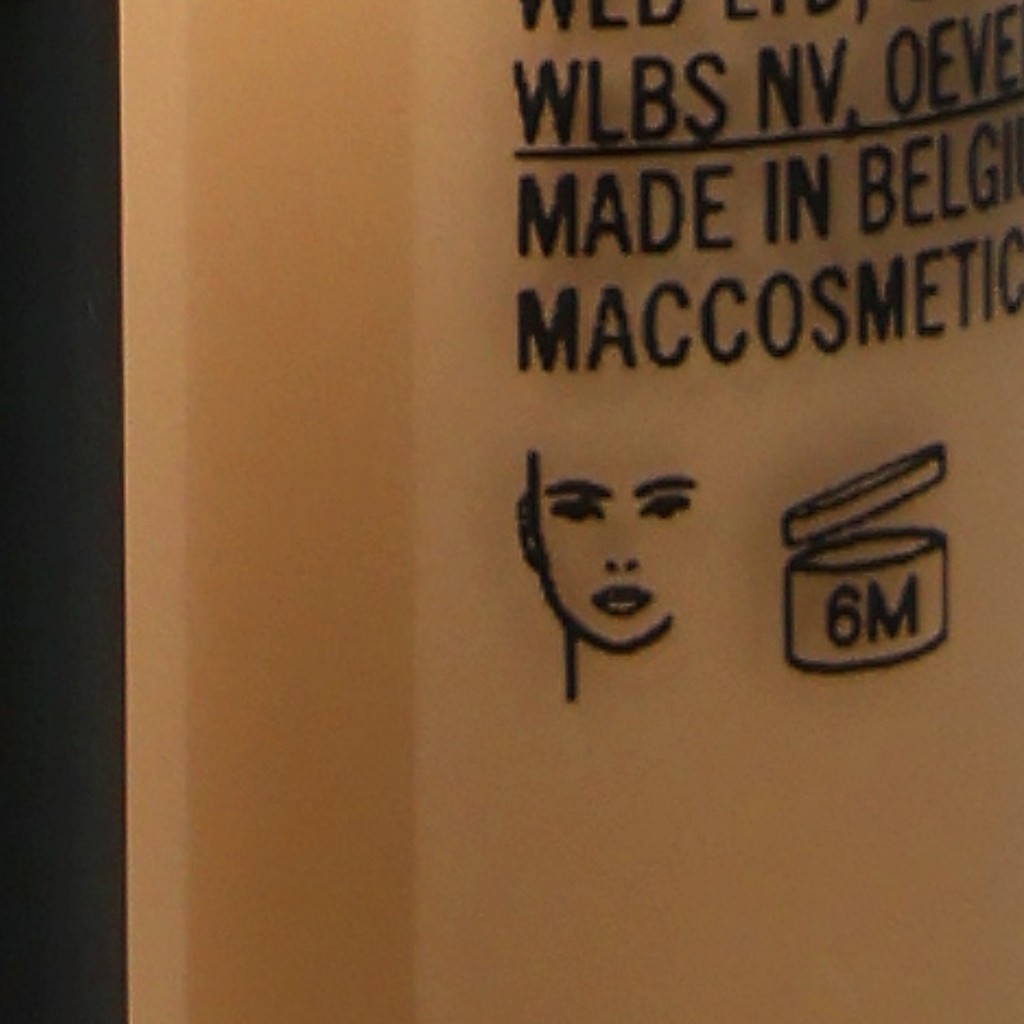 WLBS NV, OEVE
MADE IN BELGI
MACCOSMETIC
6M